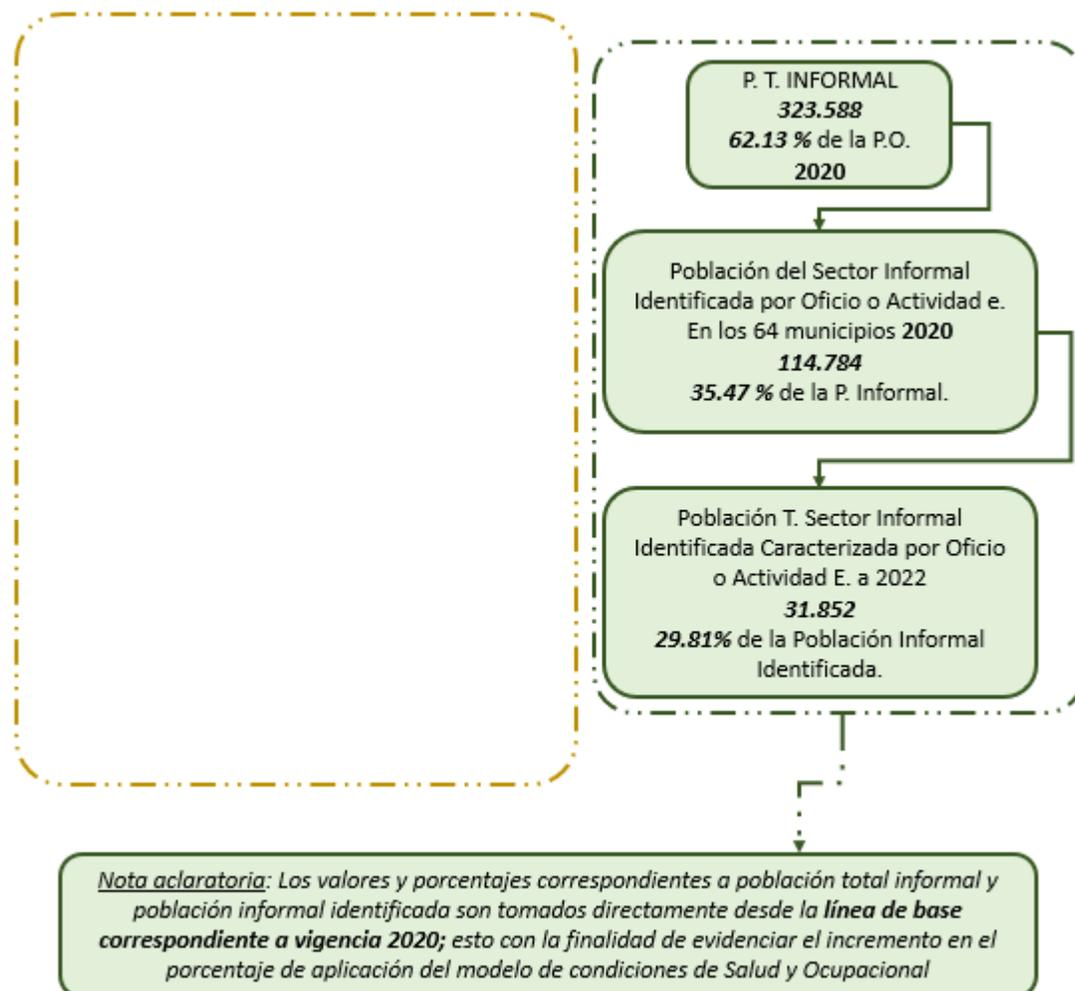 P. T. INFORMAL
323.588
62.13 % de la P.O.
2020
Población del Sector Informal
Identificada por Oficio o Actividad e.
En los 64 municipios 2020
114.784
35.47 % de la P. Informal.
Población T. Sector Informal
Identificada Caracterizada por Oficio
o Actividad E. a 2022
31.852
29.81% de la Población Informal
Identificada.
Nota aclaratoria: Los valores y porcentajes correspondientes a población total informal y
población informal identificada son tomados directamente desde la línea de base
correspondiente a vigencia 2020; esto con la finalidad de evidenciar el incremento en el
porcentaje de aplicación del modelo de condiciones de Salud y Ocupacional